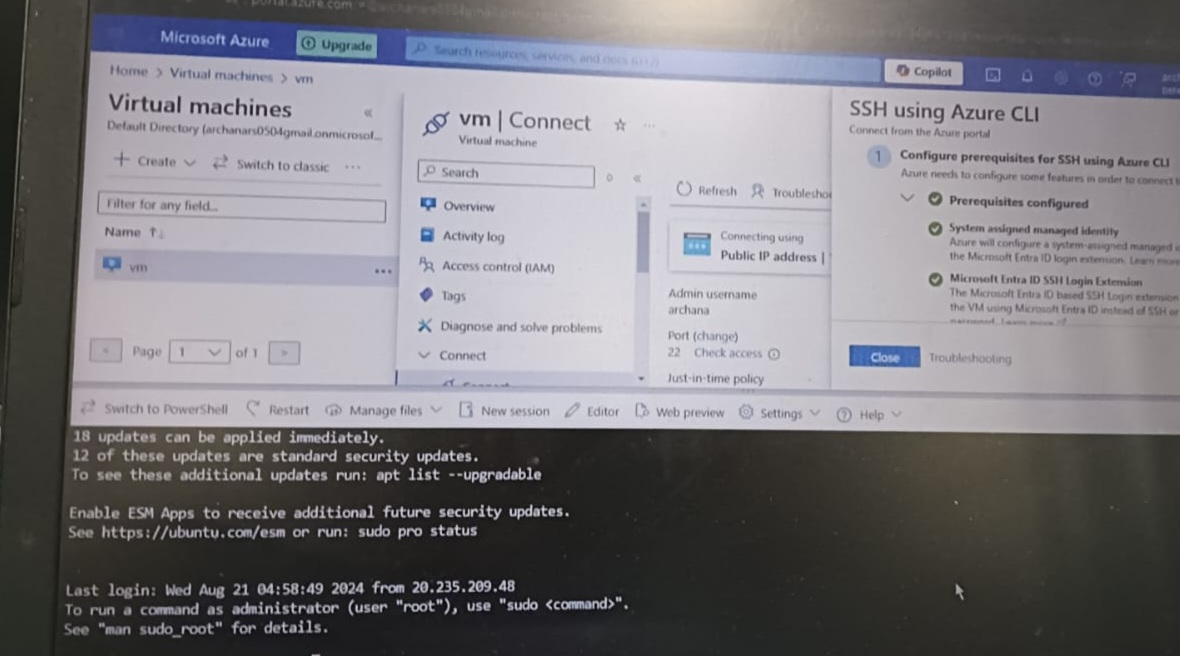 portal.azure.com
Microsoft Azure
Upgrade
Search resources, services, and docs (G+/)
Copilot
Home > Virtual machines > vm
Virtual machines
Default Directory (archanars0504gmail.onmicrosof...
Create
Switch to classic
Filter for any field...
Name
vm
Page 1 of 1
vm | Connect
Virtual machine
Search
Overview
Activity log
Access control (IAM)
Tags
Diagnose and solve problems
Connect
Refresh
Troubleshoo
Connecting using
Public IP address |
Admin username
archana
Port (change)
22 Check access
Just-in-time policy
SSH using Azure CLI
Connect from the Azure portal
1 Configure prerequisites for SSH using Azure CLI
Azure needs to configure some features in order to connect t
Prerequisites configured
System assigned managed identity
Azure will configure a system-assigned managed i
the Microsoft Entra ID login extension. Learn more
Microsoft Entra ID SSH Login Extension
The Microsoft Entra ID based SSH Login extension
the VM using Microsoft Entra ID instead of SSH or
Close
Troubleshooting
Switch to PowerShell Restart Manage files New session Editor Web preview Settings Help
18 updates can be applied immediately.
12 of these updates are standard security updates.
To see these additional updates run: apt list --upgradable
Enable ESM Apps to receive additional future security updates.
See https://ubuntu.com/esm or run: sudo pro status
Last login: Wed Aug 21 04:58:49 2024 from 20.235.209.48
To run a command as administrator (user "root"), use "sudo <command>".
See "man sudo_root" for details.